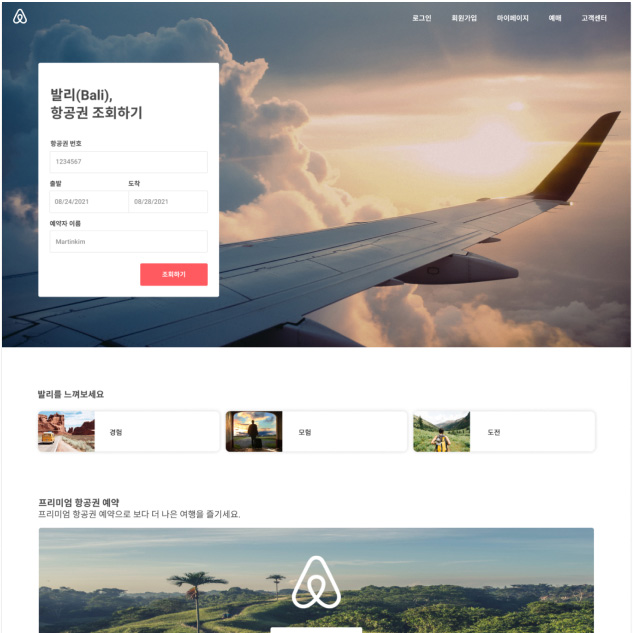 로그인 회원가입 마이페이지 예매 고객센터
발리(Bali),
항공권 조회하기
항공권 번호
1234567
출발 도착
08/24/2021 08/28/2021
예약자 이름
Martinkim
조회하기
발리를 느껴보세요
경험 모험 도전
프리미엄 항공권 예약
프리미엄 항공권 예약으로 보다 더 나은 여행을 즐기세요.